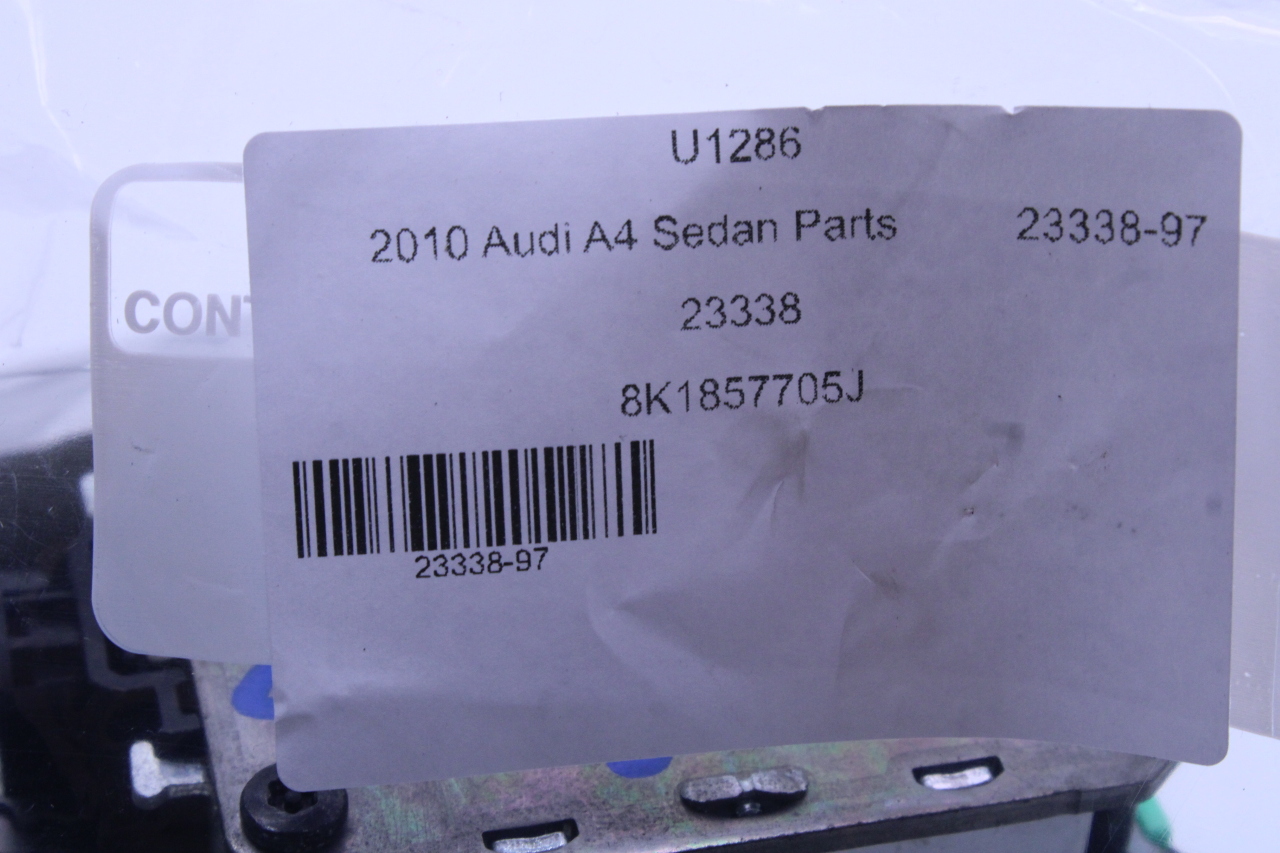 U1286
2010 Audi A4 Sedan Parts 23338-97
23338
CONT
8K1857705J
23338-97